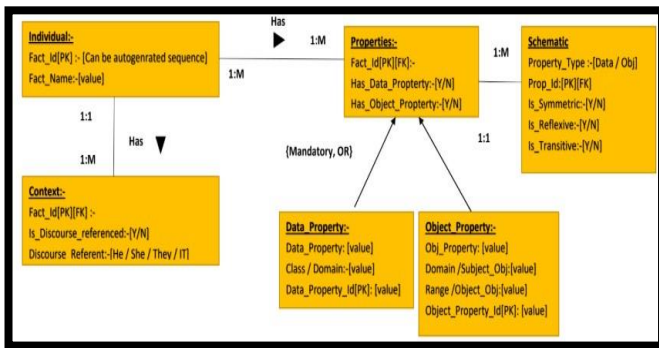 Has
Individual:-
Fact_Id[PK] :- [Can be autogenrated sequence]
Fact_Name:-[value]
1:M
1:M
Properties:-
Fact_Id[PK][FK]:-
Has_Data_Propterty:-[Y/N]
Has_Object_Propterty:-[Y/N]
1:M
1:1
Schematic
Property_Type :-[Data / Obj]
Prop_Id:[PK][FK]
Is_Symmetric:-[Y/N]
Is_Reflexive:-[Y/N]
Is_Transitive:-[Y/N]
1:1
Has
1:M
{Mandatory, OR}
Context:-
Fact_Id[PK][FK] :-
Is_Discourse_referenced:-[Y/N]
Discourse_Referent:-[He / She / They / IT]
Data_Property:-
Data_Property: [value]
Class / Domain:-[value]
Data_Property_Id[PK]: [value]
Object_Property:-
Obj_Property: [value]
Domain /Subject_Obj:[value]
Range /Object_Obj:[value]
Object_Property_Id[PK]: [value]